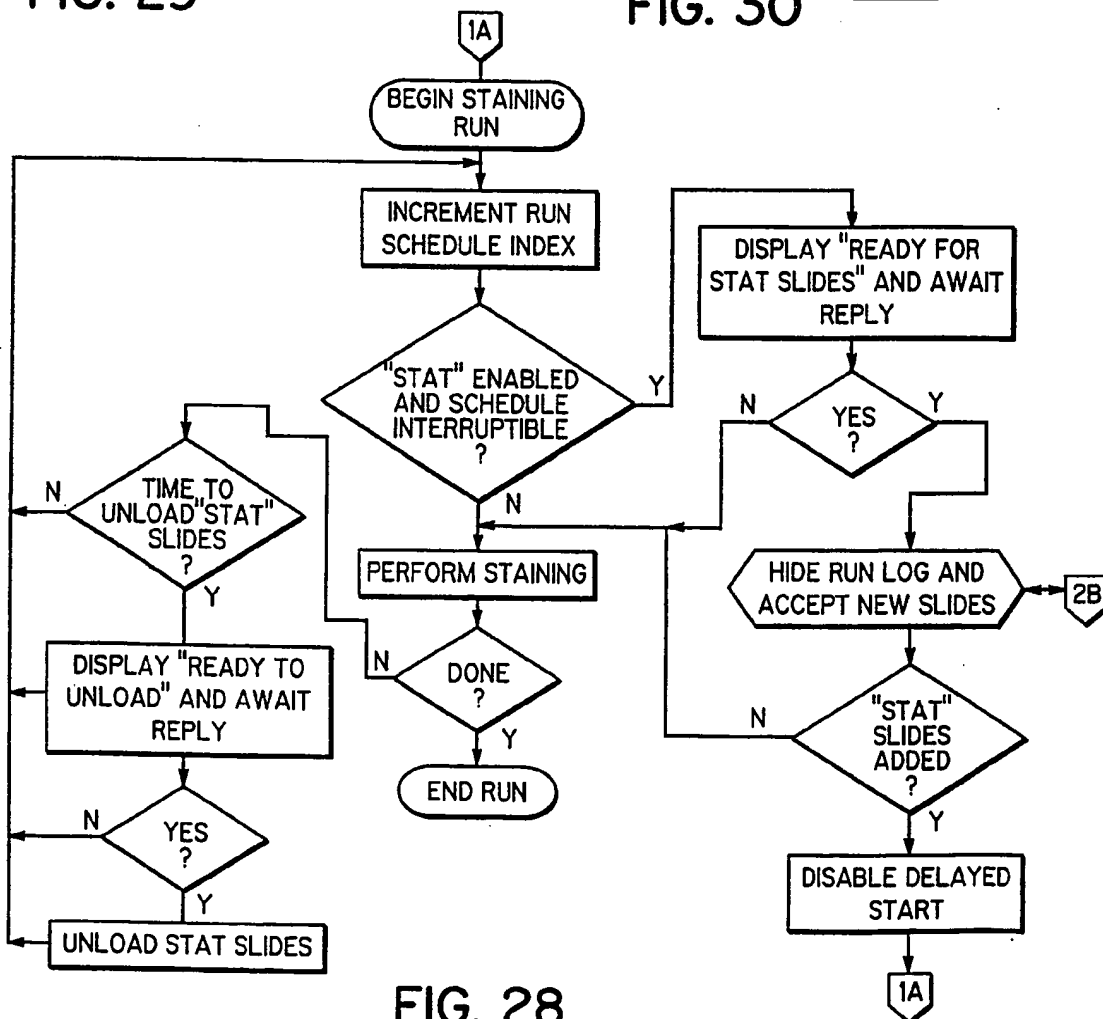 FIG. 29
FIG. 30
1A
BEGIN STAINING
RUN
INCREMENT RUN
SCHEDULE INDEX
DISPLAY "READY FOR
STAT SLIDES" AND AWAIT
REPLY
"STAT" ENABLED
AND SCHEDULE
INTERRUPTIBLE
?
Y
N
N
YES
?
Y
TIME TO
UNLOAD "STAT"
SLIDES
?
N
Y
PERFORM STAINING
HIDE RUN LOG AND
ACCEPT NEW SLIDES
2B
DISPLAY "READY TO
UNLOAD" AND AWAIT
REPLY
N
DONE
?
Y
N
"STAT"
SLIDES
ADDED
?
Y
END RUN
N
YES
?
Y
DISABLE DELAYED
START
UNLOAD STAT SLIDES
FIG. 28
1A